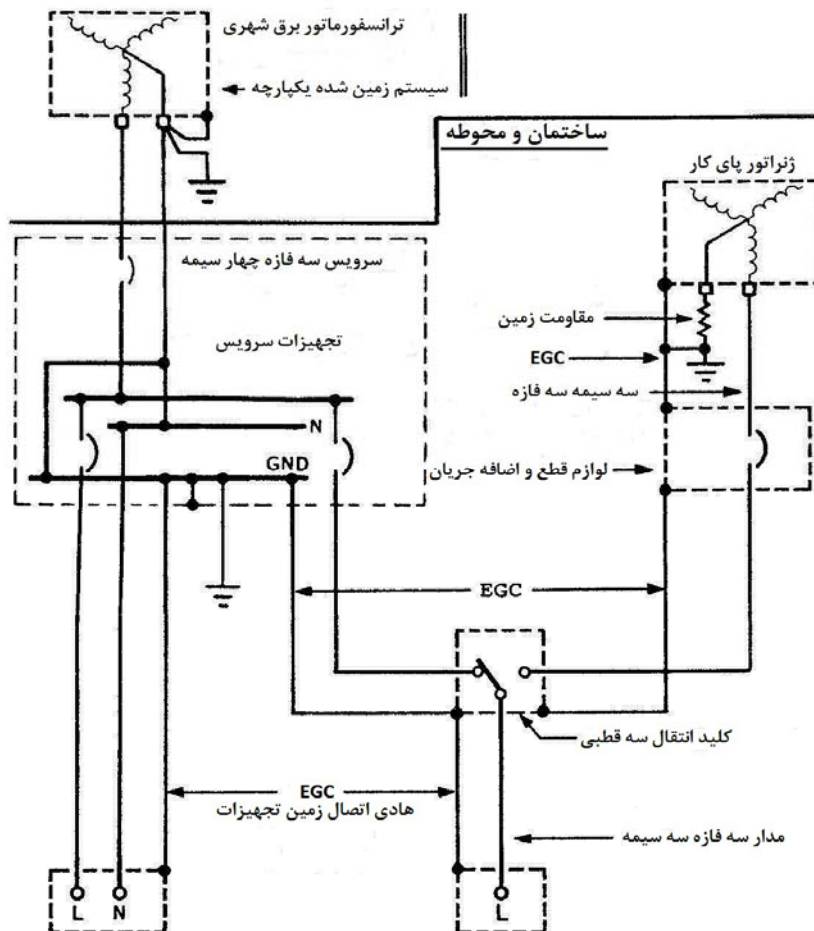 ترانسفورماتور برق شهری
سیستم زمین شده یکپارچه
ساختمان و محوطه
ژنراتور پای کار
سرویس سه فازه چهار سیمه
مقاومت زمین
تجهیزات سرویس
EGC
سه سیمه سه فازه
N
GND
لوازم قطع و اضافه جریان
EGC
کلید انتقال سه قطبی
EGC
هادی اتصال زمین تجهیزات
مدار سه فازه سه سیمه
L
N
L